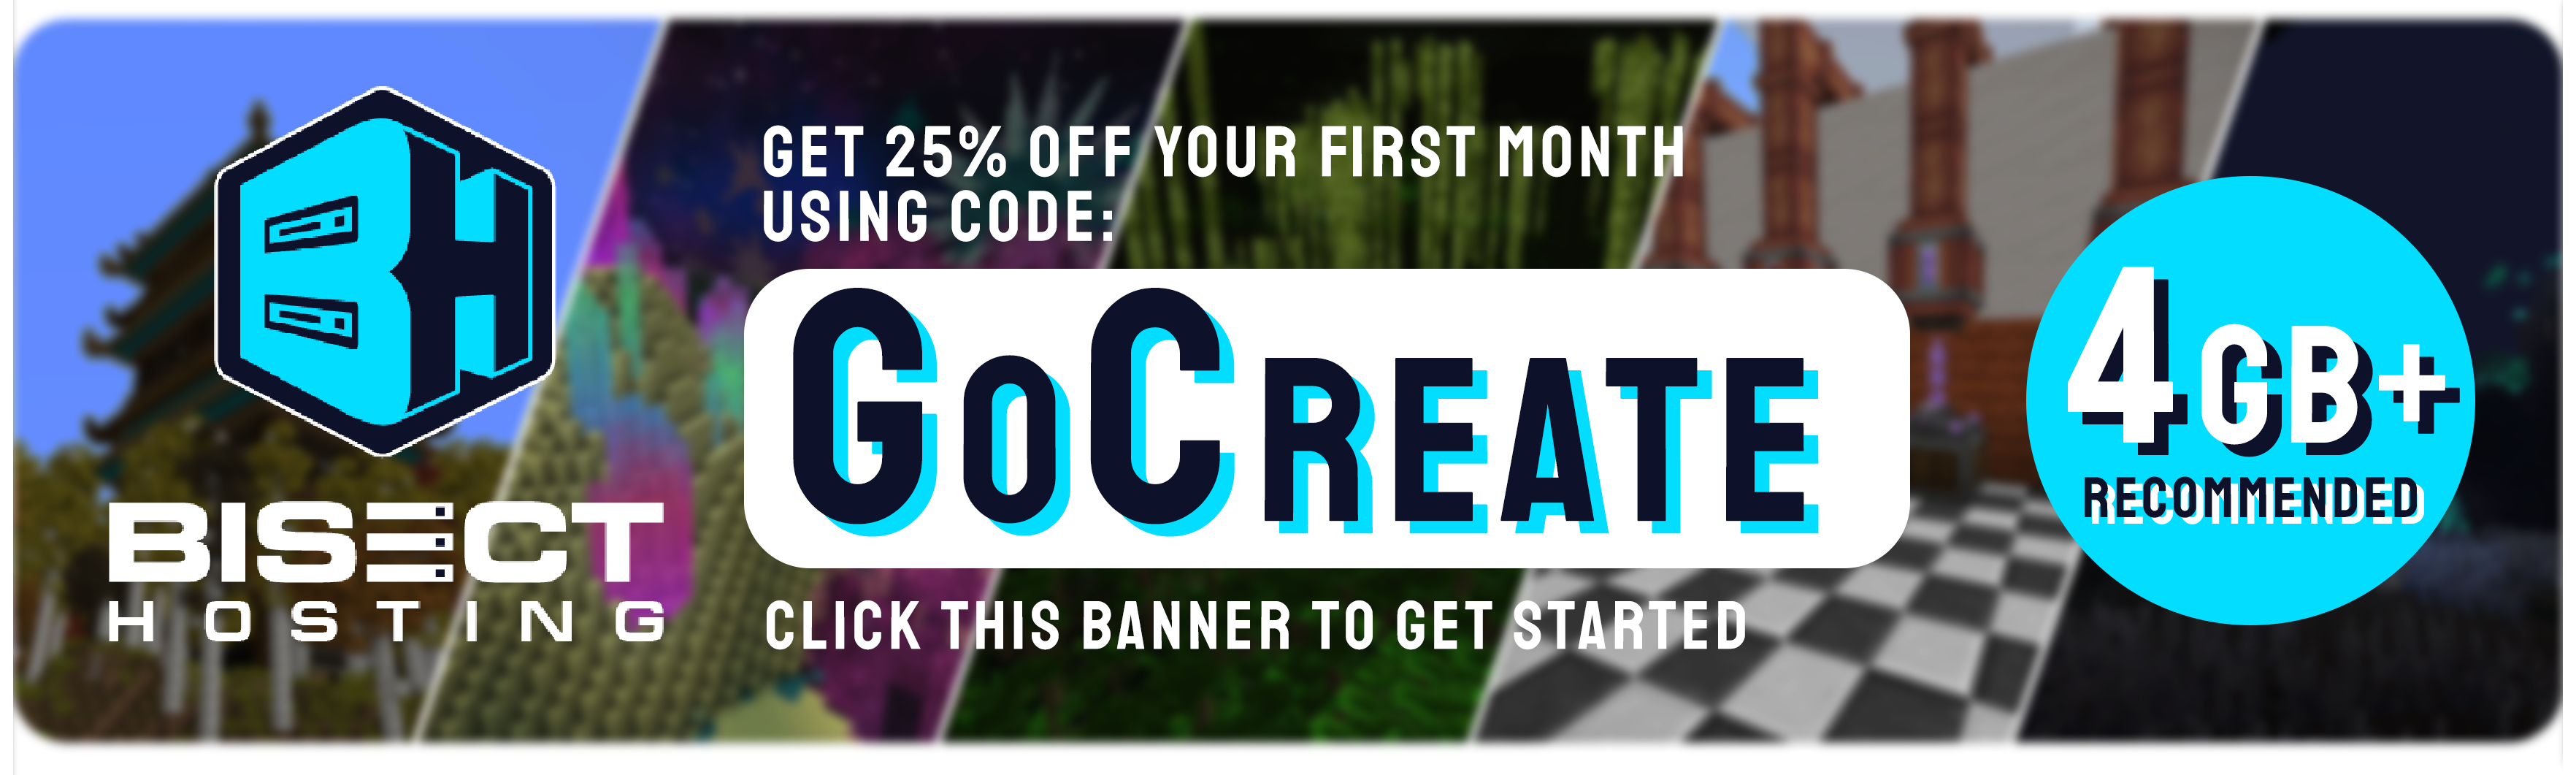 BH
BISECT
HOSTING
GET 25% OFF YOUR FIRST MONTH
USING CODE:
GOCREATE
CLICK THIS BANNER TO GET STARTED
4GB+
RECOMMENDED